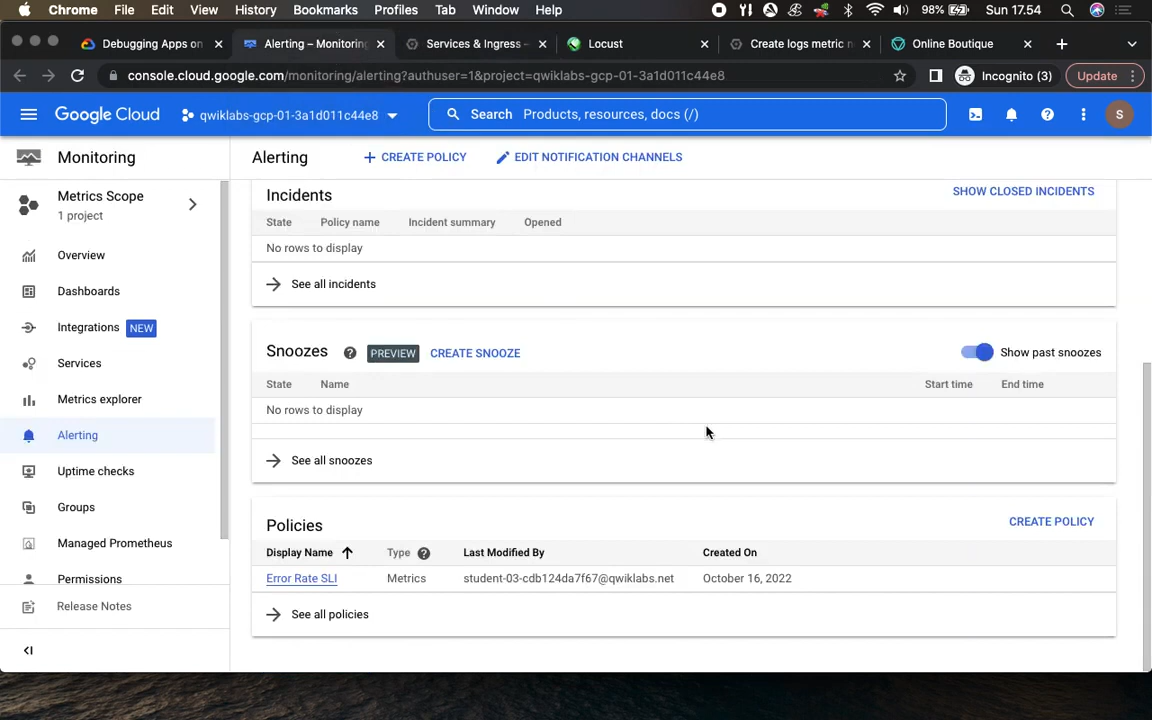 Chrome File Edit View History Bookmarks Profiles Tab Window Help 98% Sun 17.54
Debugging Apps on Alerting – Monitoring Services & Ingress – Locust Create logs metric Online Boutique
console.cloud.google.com/monitoring/alerting?authuser=1&project=qwiklabs-gcp-01-3a1d011c44e8 Incognito (3) Update
Google Cloud qwiklabs-gcp-01-3a1d011c44e8 Search Products, resources, docs (/) S
Monitoring
Alerting CREATE POLICY EDIT NOTIFICATION CHANNELS
Metrics Scope
1 project
Overview
Dashboards
Integrations NEW
Services
Metrics explorer
Alerting
Uptime checks
Groups
Managed Prometheus
Permissions
Release Notes
Incidents SHOW CLOSED INCIDENTS
State Policy name Incident summary Opened
No rows to display
See all incidents
Snoozes PREVIEW CREATE SNOOZE Show past snoozes
State Name Start time End time
No rows to display
See all snoozes
Policies CREATE POLICY
Display Name Type Last Modified By Created On
Error Rate SLI Metrics student-03-cdb124da7f67@qwiklabs.net October 16, 2022
See all policies